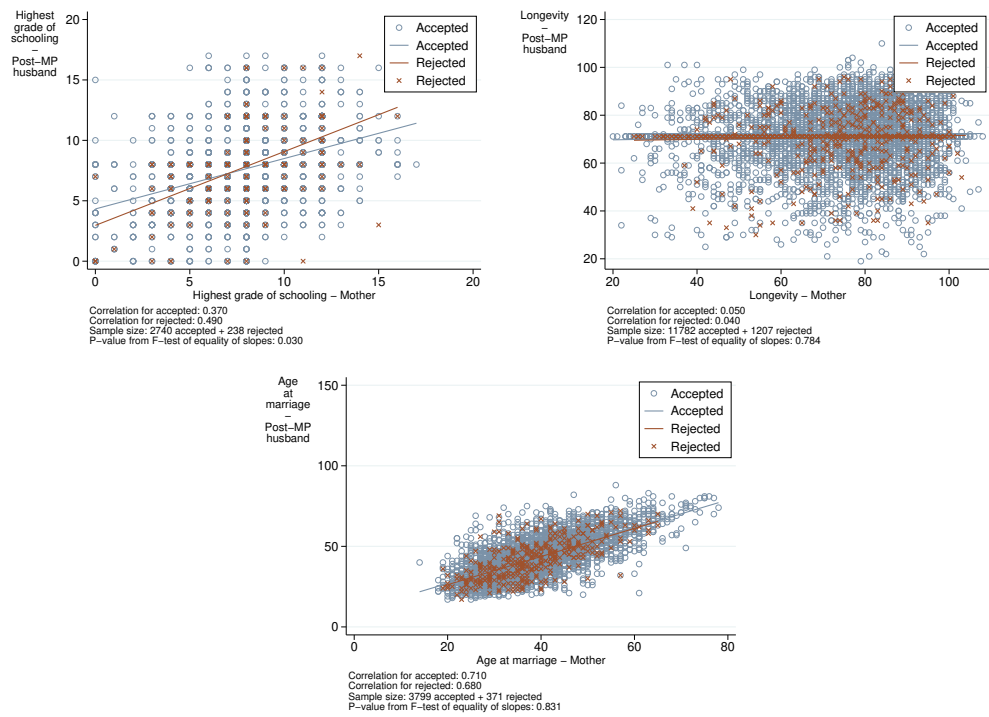 Highest
grade of
schooling
–
Post–MP
husband
20
15
10
5
0
Accepted
Accepted
Rejected
Rejected
0 5 10 15 20
Highest grade of schooling – Mother
Correlation for accepted: 0.370
Correlation for rejected: 0.490
Sample size: 2740 accepted + 238 rejected
P–value from F–test of equality of slopes: 0.030
Longevity
–
Post–MP
husband
120
100
80
60
40
20
Accepted
Accepted
Rejected
Rejected
20 40 60 80 100
Longevity – Mother
Correlation for accepted: 0.050
Correlation for rejected: 0.040
Sample size: 11782 accepted + 1207 rejected
P–value from F–test of equality of slopes: 0.784
Age
at
marriage
–
Post–MP
husband
150
100
50
0
Accepted
Accepted
Rejected
Rejected
0 20 40 60 80
Age at marriage – Mother
Correlation for accepted: 0.710
Correlation for rejected: 0.680
Sample size: 3799 accepted + 371 rejected
P–value from F–test of equality of slopes: 0.831